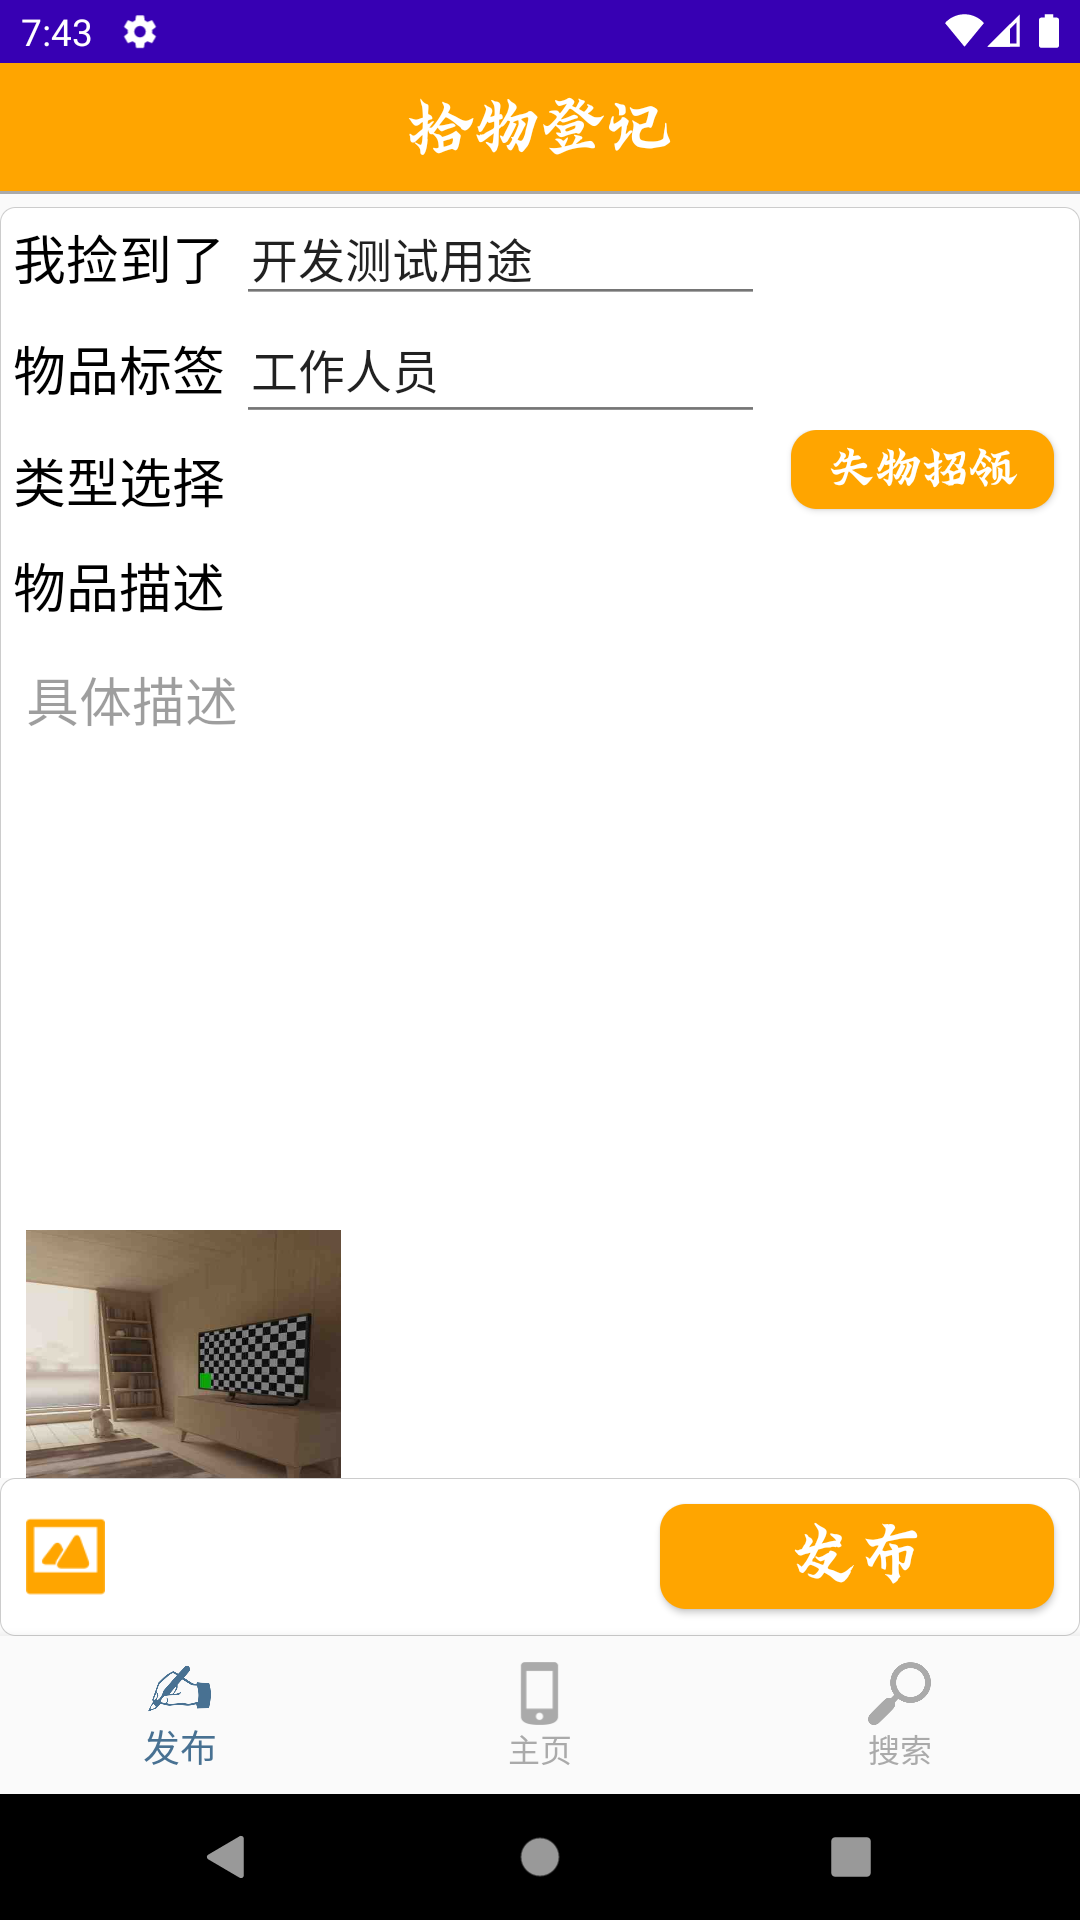 7:43
拾物登记
我捡到了 开发测试用途
物品标签 工作人员
类型选择 失物招领
物品描述
具体描述
发布
发布 主页 搜索